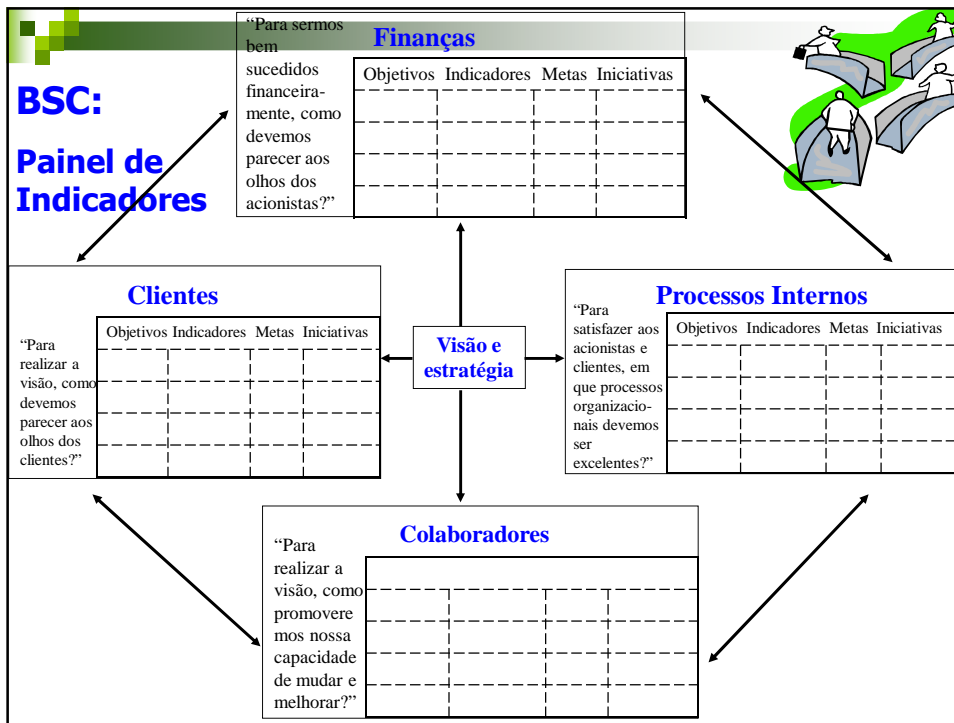 BSC:
Painel de
Indicadores
Finanças
“Para sermos
bem
sucedidos
financeira-
mente, como
devemos
parecer aos
olhos dos
acionistas?”
Objetivos Indicadores Metas Iniciativas
Clientes
“Para
realizar a
visão, como
devemos
parecer aos
olhos dos
clientes?”
Objetivos Indicadores Metas Iniciativas
Visão e
estratégia
Processos Internos
“Para
satisfazer aos
acionistas e
clientes, em
que processos
organizacio-
nais devemos
ser
excelentes?”
Objetivos Indicadores Metas Iniciativas
Colaboradores
“Para
realizar a
visão, como
promovere
mos nossa
capacidade
de mudar e
melhorar?”